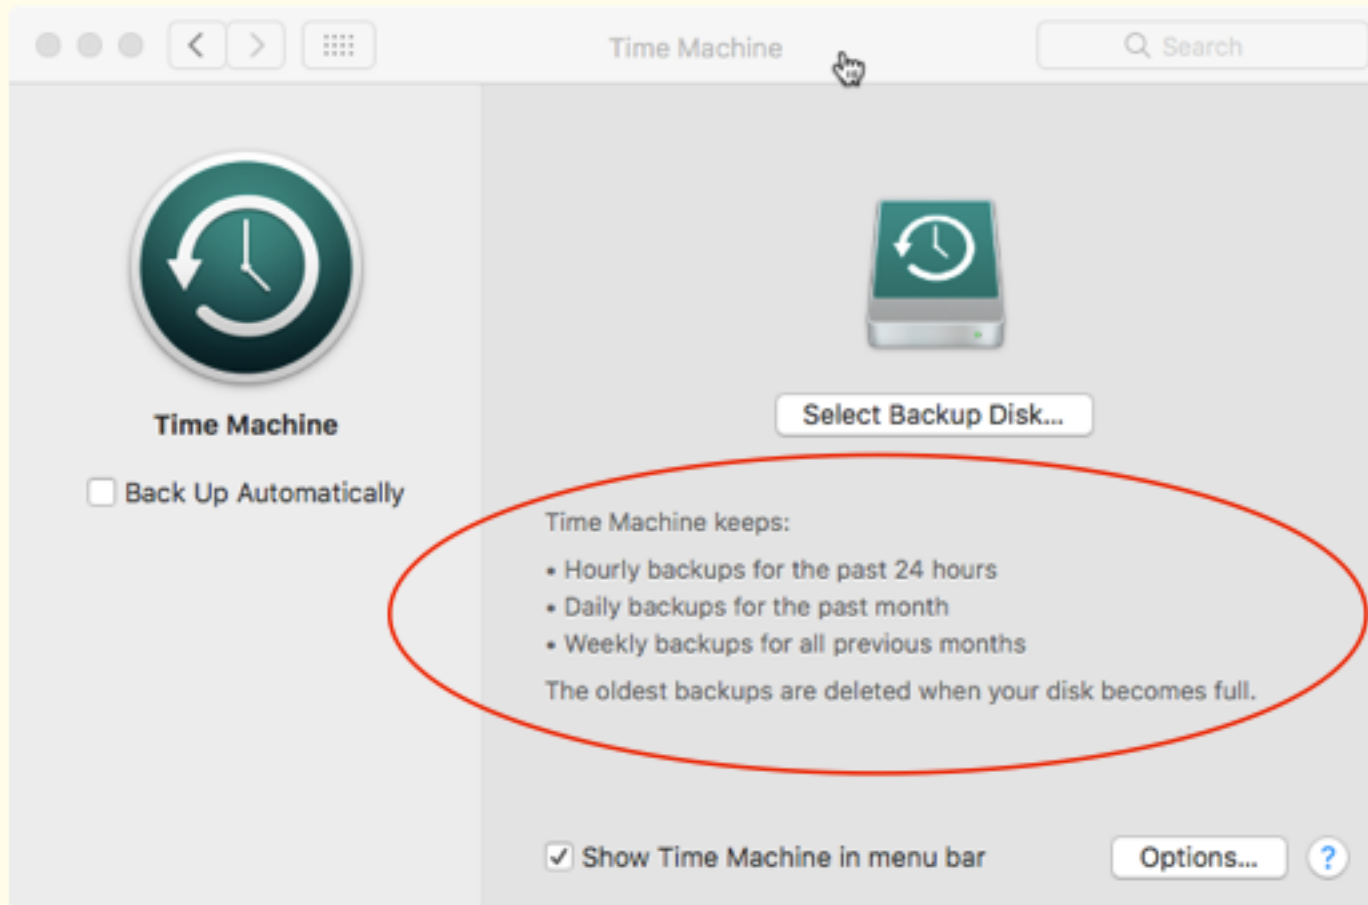 Time Machine
Search
Time Machine
Back Up Automatically
Select Backup Disk...
Time Machine keeps:
• Hourly backups for the past 24 hours
• Daily backups for the past month
• Weekly backups for all previous months
The oldest backups are deleted when your disk becomes full.
Show Time Machine in menu bar
Options...
?